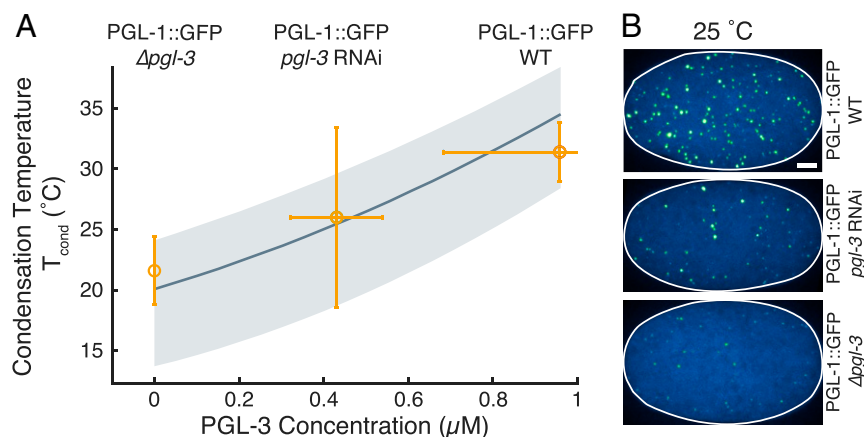 A
PGL-1::GFP
Δpgl-3
PGL-1::GFP
pgl-3 RNAi
PGL-1::GFP
WT
Condensation Temperature
Tcond (˚C)
35
30
25
20
15
0
0.2
0.4
0.6
0.8
1
PGL-3 Concentration (µM)
B
25 ˚C
PGL-1::GFP
WT
PGL-1::GFP
pgl-3 RNAi
PGL-1::GFP
Δpgl-3